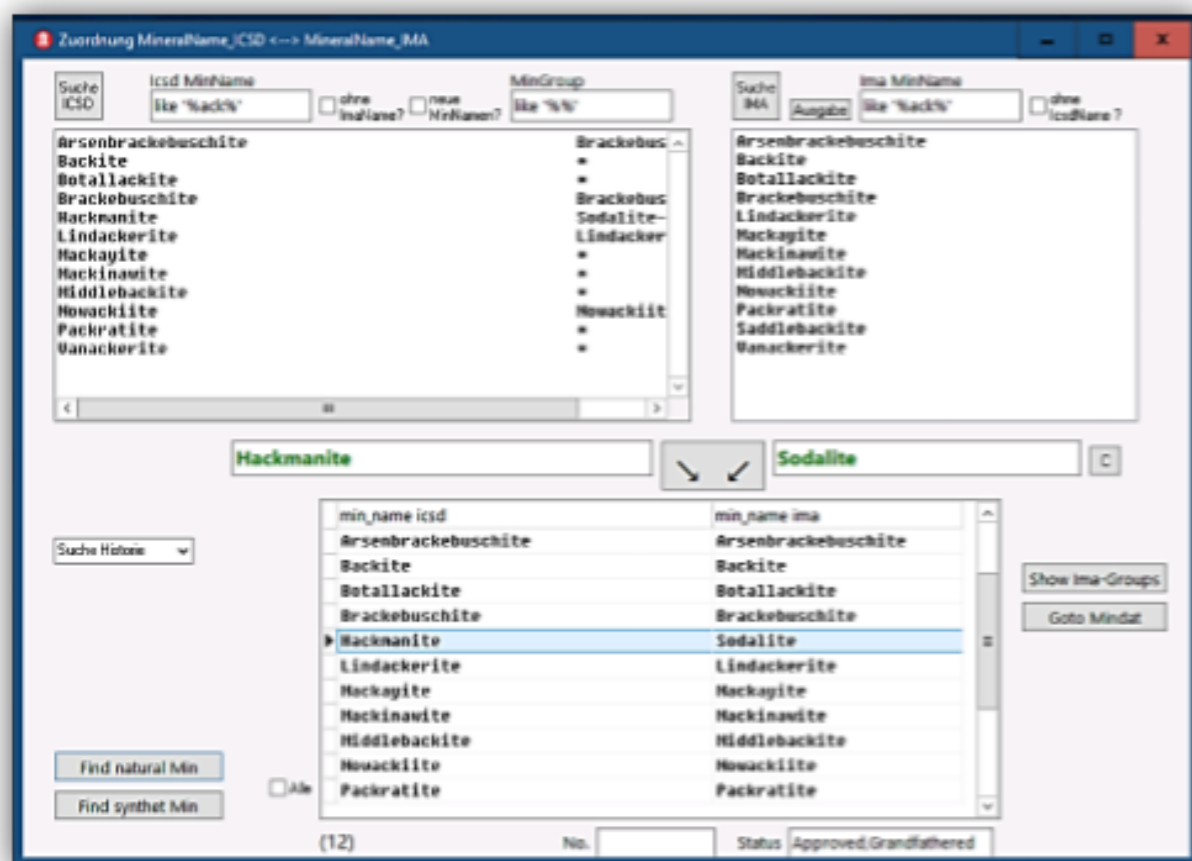 Zuordnung MineralName_ICSD <--> MineralName_IMA
Suche ICSD
Icsd MinName
like '%ack%'
ohne ImaName?
neue MinNamen?
MinGroup
like '%%'
Suche IMA
Ausgabe
Ima MinName
like '%ack%'
ohne IcsdName ?
Arsenbrackebuschite Brackebus
Backite *
Botallackite *
Brackebuschite Brackebus
Hackmanite Sodalite-
Lindackerite Lindacker
Mackayite *
Mackinawite *
Middlebackite *
Nowackiite Nowackiit
Packratite *
Vanackerite *
Arsenbrackebuschite
Backite
Botallackite
Brackebuschite
Lindackerite
Mackayite
Mackinawite
Middlebackite
Nowackiite
Packratite
Saddlebackite
Vanackerite
Hackmanite
Sodalite
C
Suche Historie
min_name icsd min_name ima
Arsenbrackebuschite Arsenbrackebuschite
Backite Backite
Botallackite Botallackite
Brackebuschite Brackebuschite
Hackmanite Sodalite
Lindackerite Lindackerite
Mackayite Mackayite
Mackinawite Mackinawite
Middlebackite Middlebackite
Nowackiite Nowackiite
Packratite Packratite
Show Ima-Groups
Goto Mindat
Find natural Min
Find synthet Min
Alle
(12)
No.
Status Approved,Grandfathered